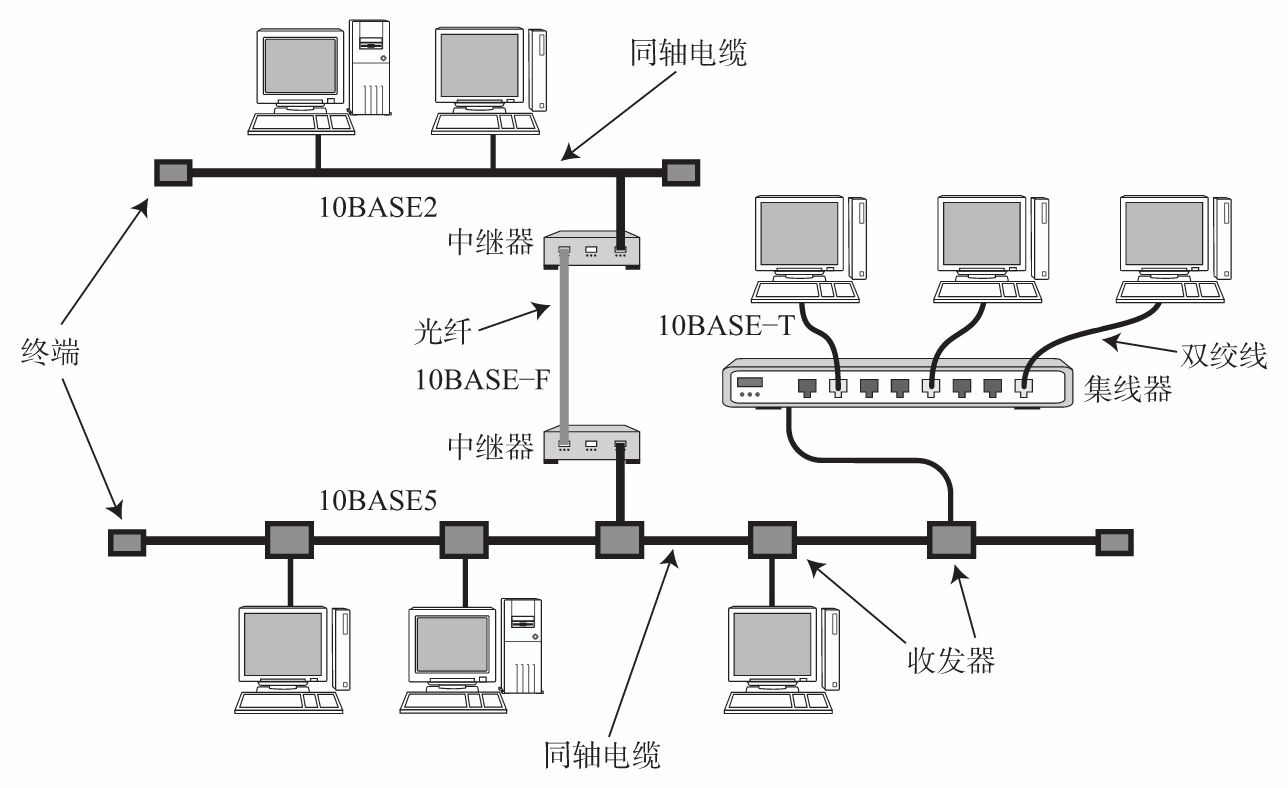 同轴电缆
10BASE2
中继器
光纤
10BASE-T
双绞线
终端
10BASE-F
集线器
中继器
10BASE5
收发器
同轴电缆